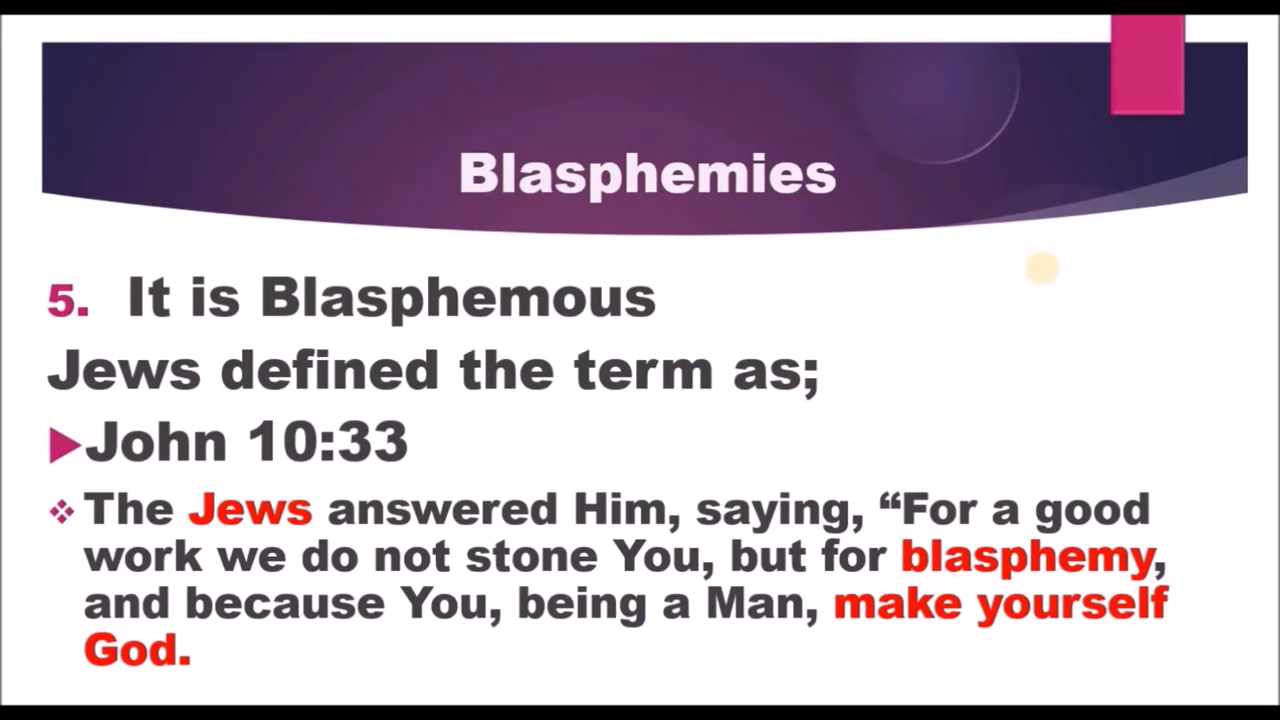 Blasphemies
5. It is Blasphemous
Jews defined the term as;
John 10:33
The Jews answered Him, saying, “For a good
work we do not stone You, but for blasphemy,
and because You, being a Man, make yourself
God.